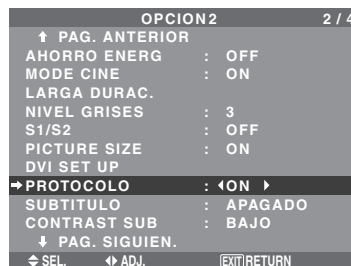 OPCION2 2/4
PAG. ANTERIOR
AHORRO ENERG : OFF
MODE CINE : ON
LARGA DURAC.
NIVEL GRISES : 3
S1/S2 : OFF
PICTURE SIZE : ON
DVI SET UP
PROTOCOLO : ON
SUBTITULO : APAGADO
CONTRAST SUB : BAJO
PAG. SIGUIEN.
SEL. ADJ. EXIT RETURN